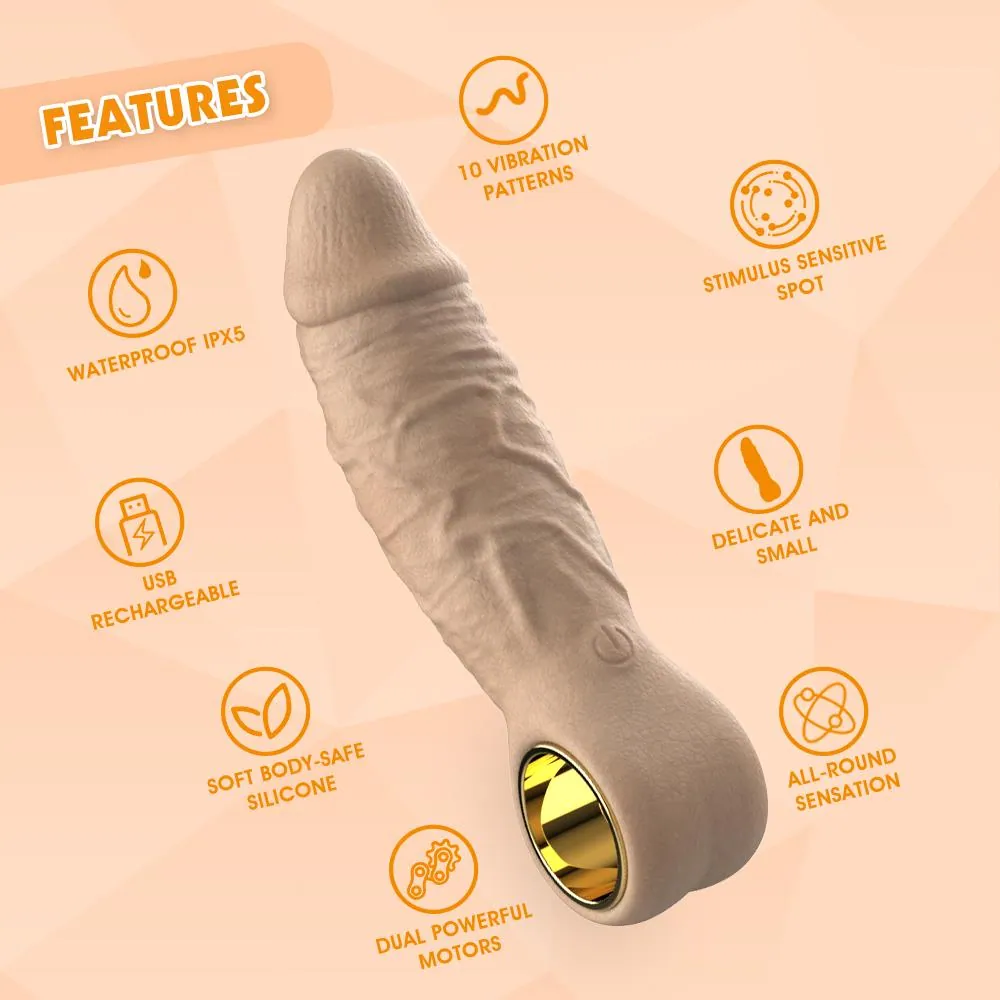 FEATURES
10 VIBRATION
PATTERNS
STIMULUS SENSITIVE
SPOT
WATERPROOF IPX5
DELICATE AND
SMALL
USB
RECHARGEABLE
SOFT BODY-SAFE
SILICONE
ALL-ROUND
SENSATION
DUAL POWERFUL
MOTORS